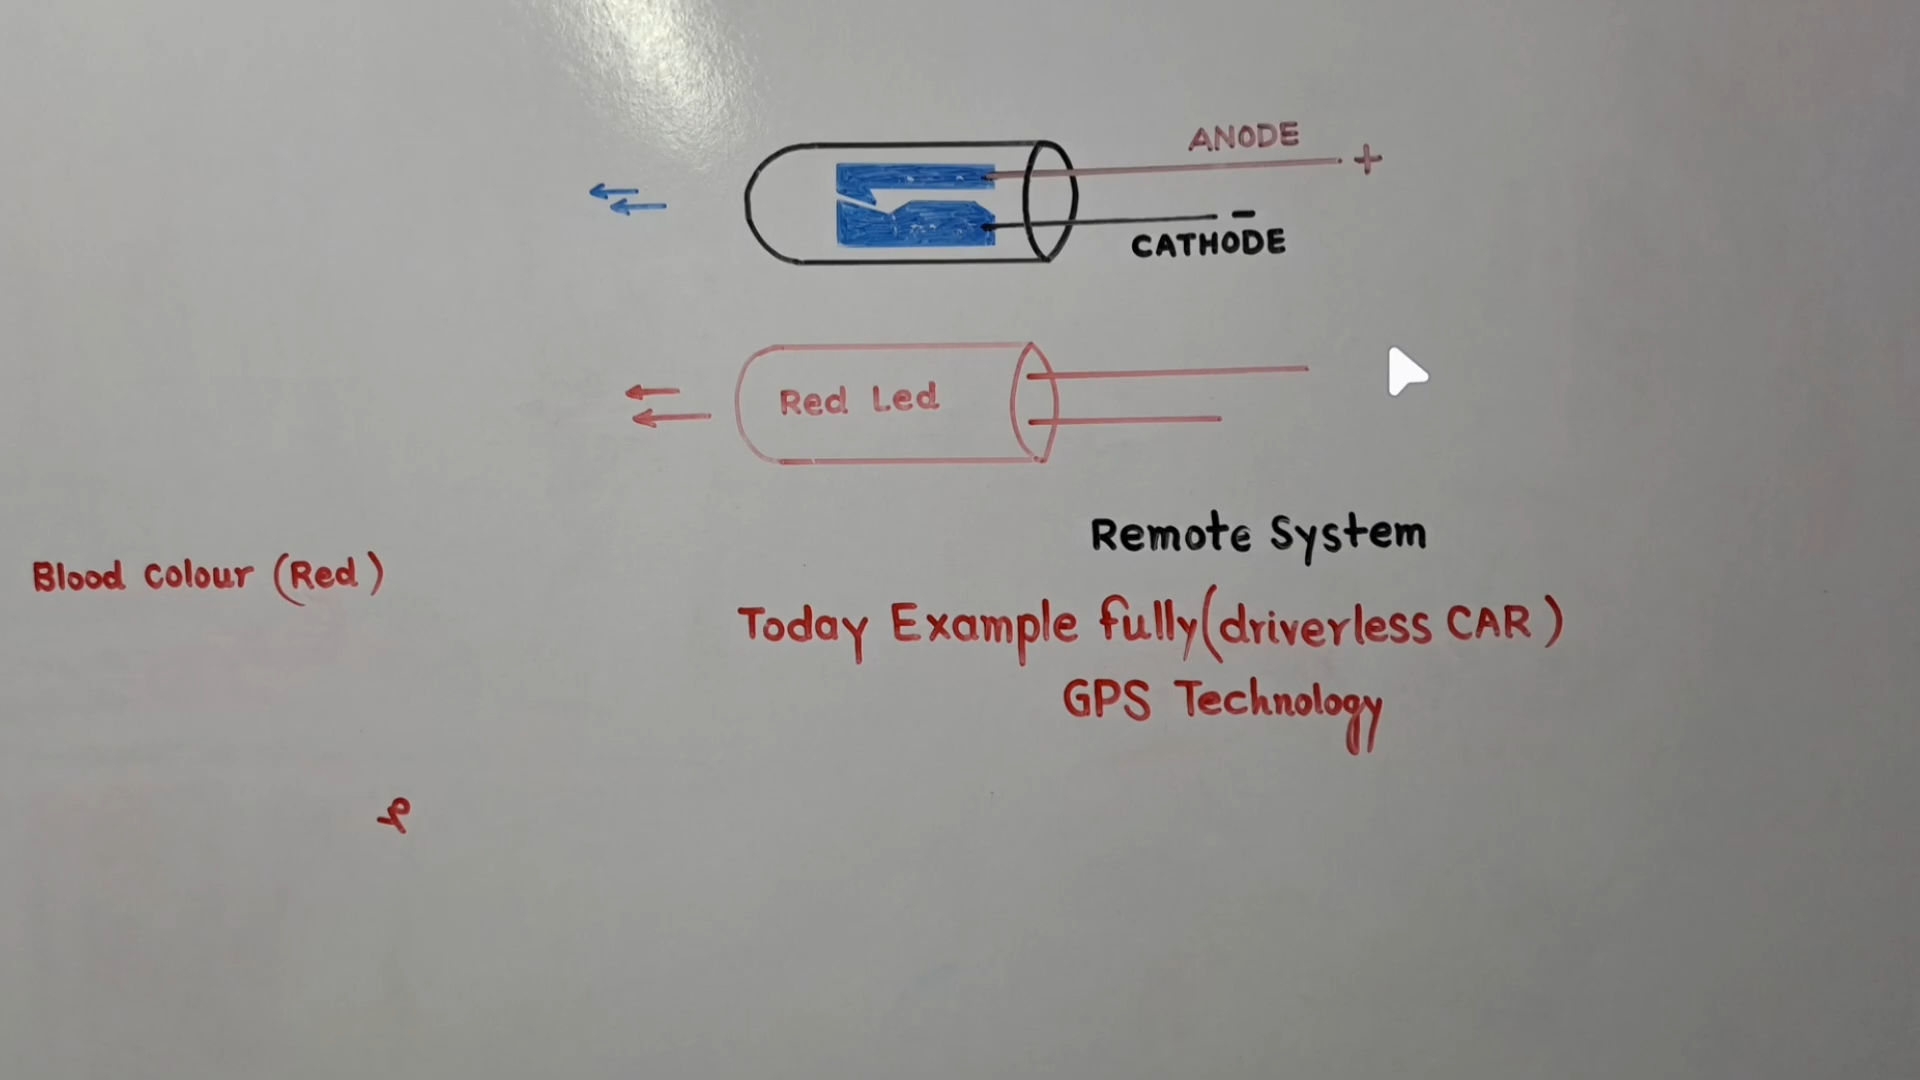 ANODE
+
-
CATHODE
Red Led
Remote System
Blood Colour (Red)
Today Example fully (driverless CAR)
GPS Technology